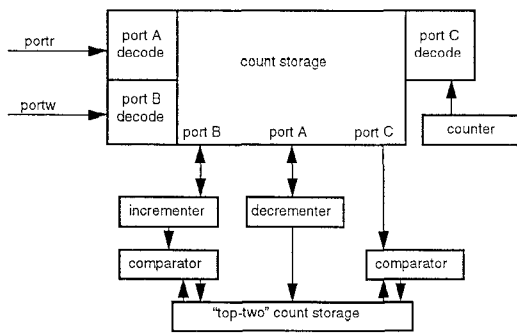 portr
port A
decode
count storage
port C
decode
portw
port B
decode
port B
port A
port C
counter
incrementer
decrementer
comparator
comparator
"top-two" count storage